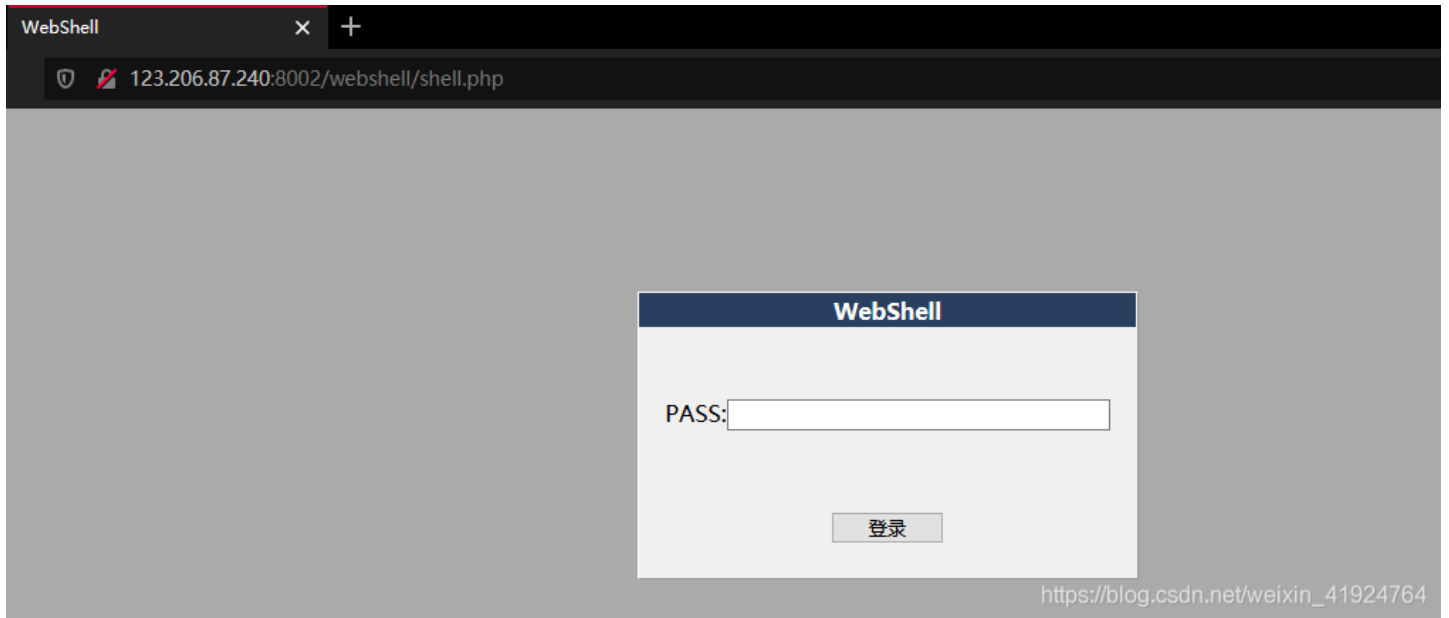 WebShell
123.206.87.240:8002/webshell/shell.php
WebShell
PASS:
登录
https://blog.csdn.net/weixin_41924764